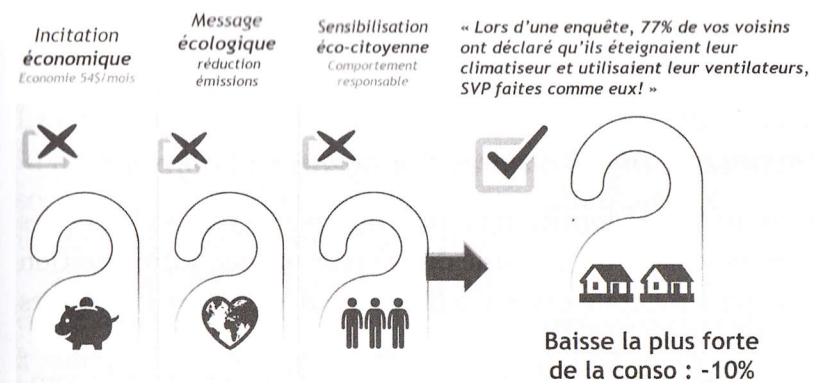 Incitation
économique
Economie 54$/mois
Message
écologique
réduction
émissions
Sensibilisation
éco-citoyenne
Comportement
responsable
« Lors d'une enquête, 77% de vos voisins
ont déclaré qu'ils éteignaient leur
climatiseur et utilisaient leur ventilateurs,
SVP faites comme eux! »
Baisse la plus forte
de la conso : -10%